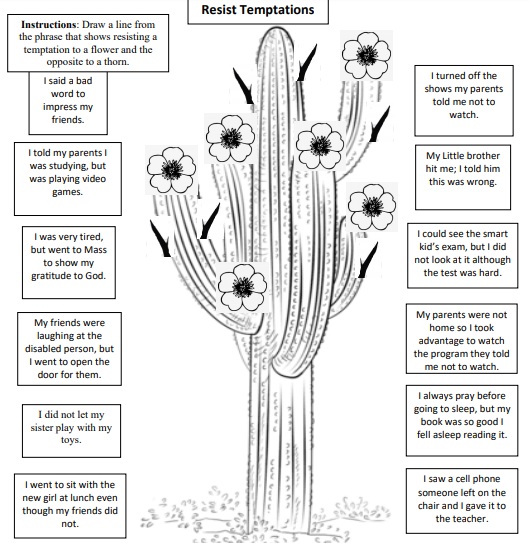 Resist Temptations
Instructions: Draw a line from
the phrase that shows resisting a
temptation to a flower and the
opposite to a thorn.
I said a bad
word to
impress my
friends.
I told my parents I
was studying, but
was playing video
games.
I was very tired,
but went to Mass
to show my
gratitude to God.
My friends were
laughing at the
disabled person, but
I went to open the
door for them.
I did not let my
sister play with my
toys.
I went to sit with the
new girl at lunch even
though my friends did
not.
I turned off the
shows my parents
told me not to
watch.
My Little brother
hit me; I told him
this was wrong.
I could see the smart
kid’s exam, but I did
not look at it although
the test was hard.
My parents were not
home so I took
advantage to watch
the program they told
me not to watch.
I always pray before
going to sleep, but my
book was so good I
fell asleep reading it.
I saw a cell phone
someone left on the
chair and I gave it to
the teacher.